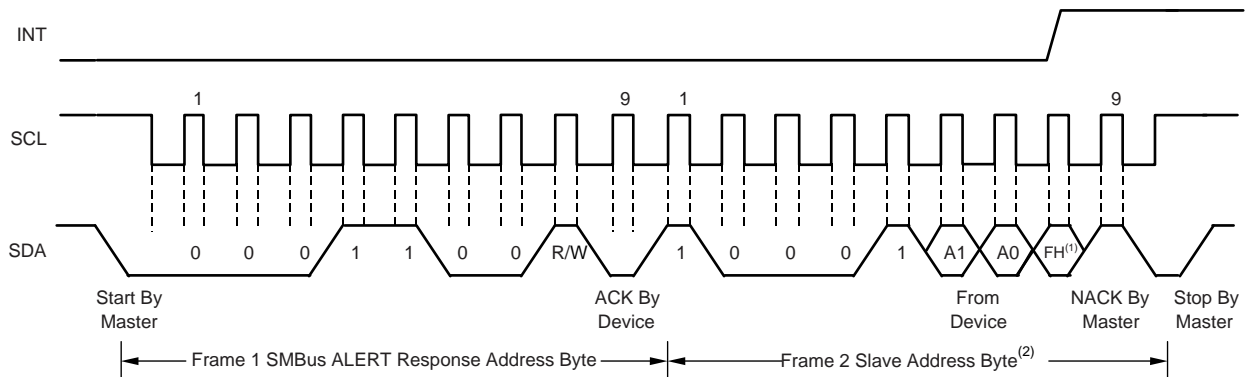 INT
1 9 1 9
SCL
SDA 0 0 0 1 1 0 0 R/W 1 0 0 0 1 A1 A0 FH(1)
Start By
Master
ACK By
Device
From
Device
NACK By
Master
Stop By
Master
Frame 1 SMBus ALERT Response Address Byte
Frame 2 Slave Address Byte(2)